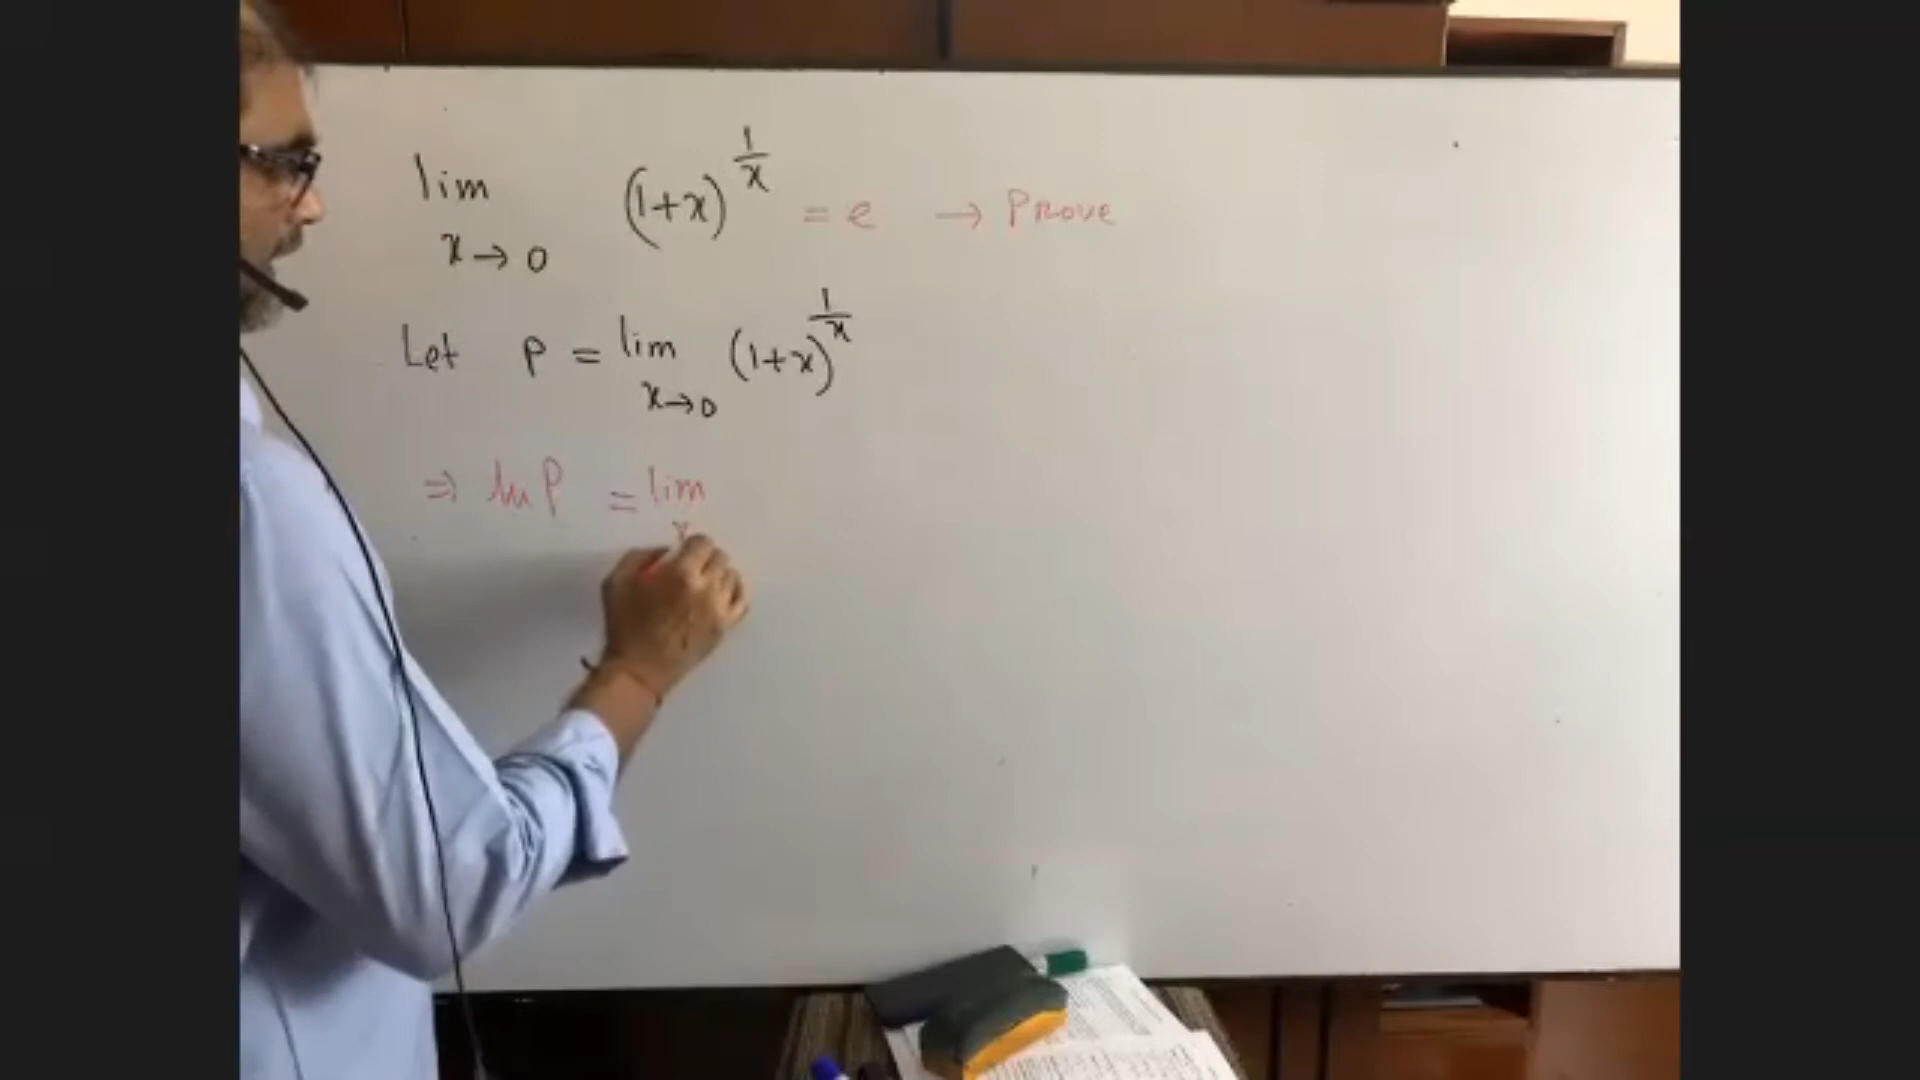 lim x→0 (1+x)^(1/x) = e → PROVE
Let P = lim x→0 (1+x)^(1/x)
⇒ ln P = lim x